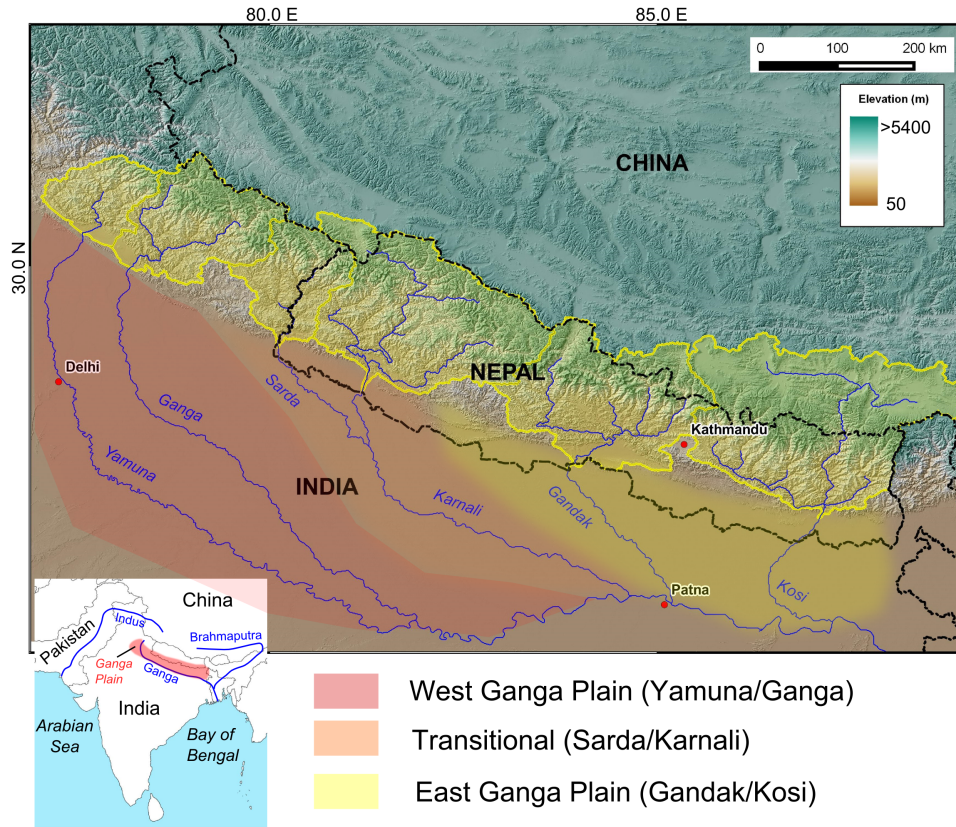 80.0 E
85.0 E
0 100 200 km
Elevation (m)
>5400
50
CHINA
30.0 N
Delhi
NEPAL
Sarda
Ganga
Kathmandu
Yamuna
INDIA
Karnali
Gandak
Patna
Kosi
China
Pakistan
Indus
Brahmaputra
Ganga
Plain
Ganga
India
Arabian
Sea
Bay of
Bengal
West Ganga Plain (Yamuna/Ganga)
Transitional (Sarda/Karnali)
East Ganga Plain (Gandak/Kosi)